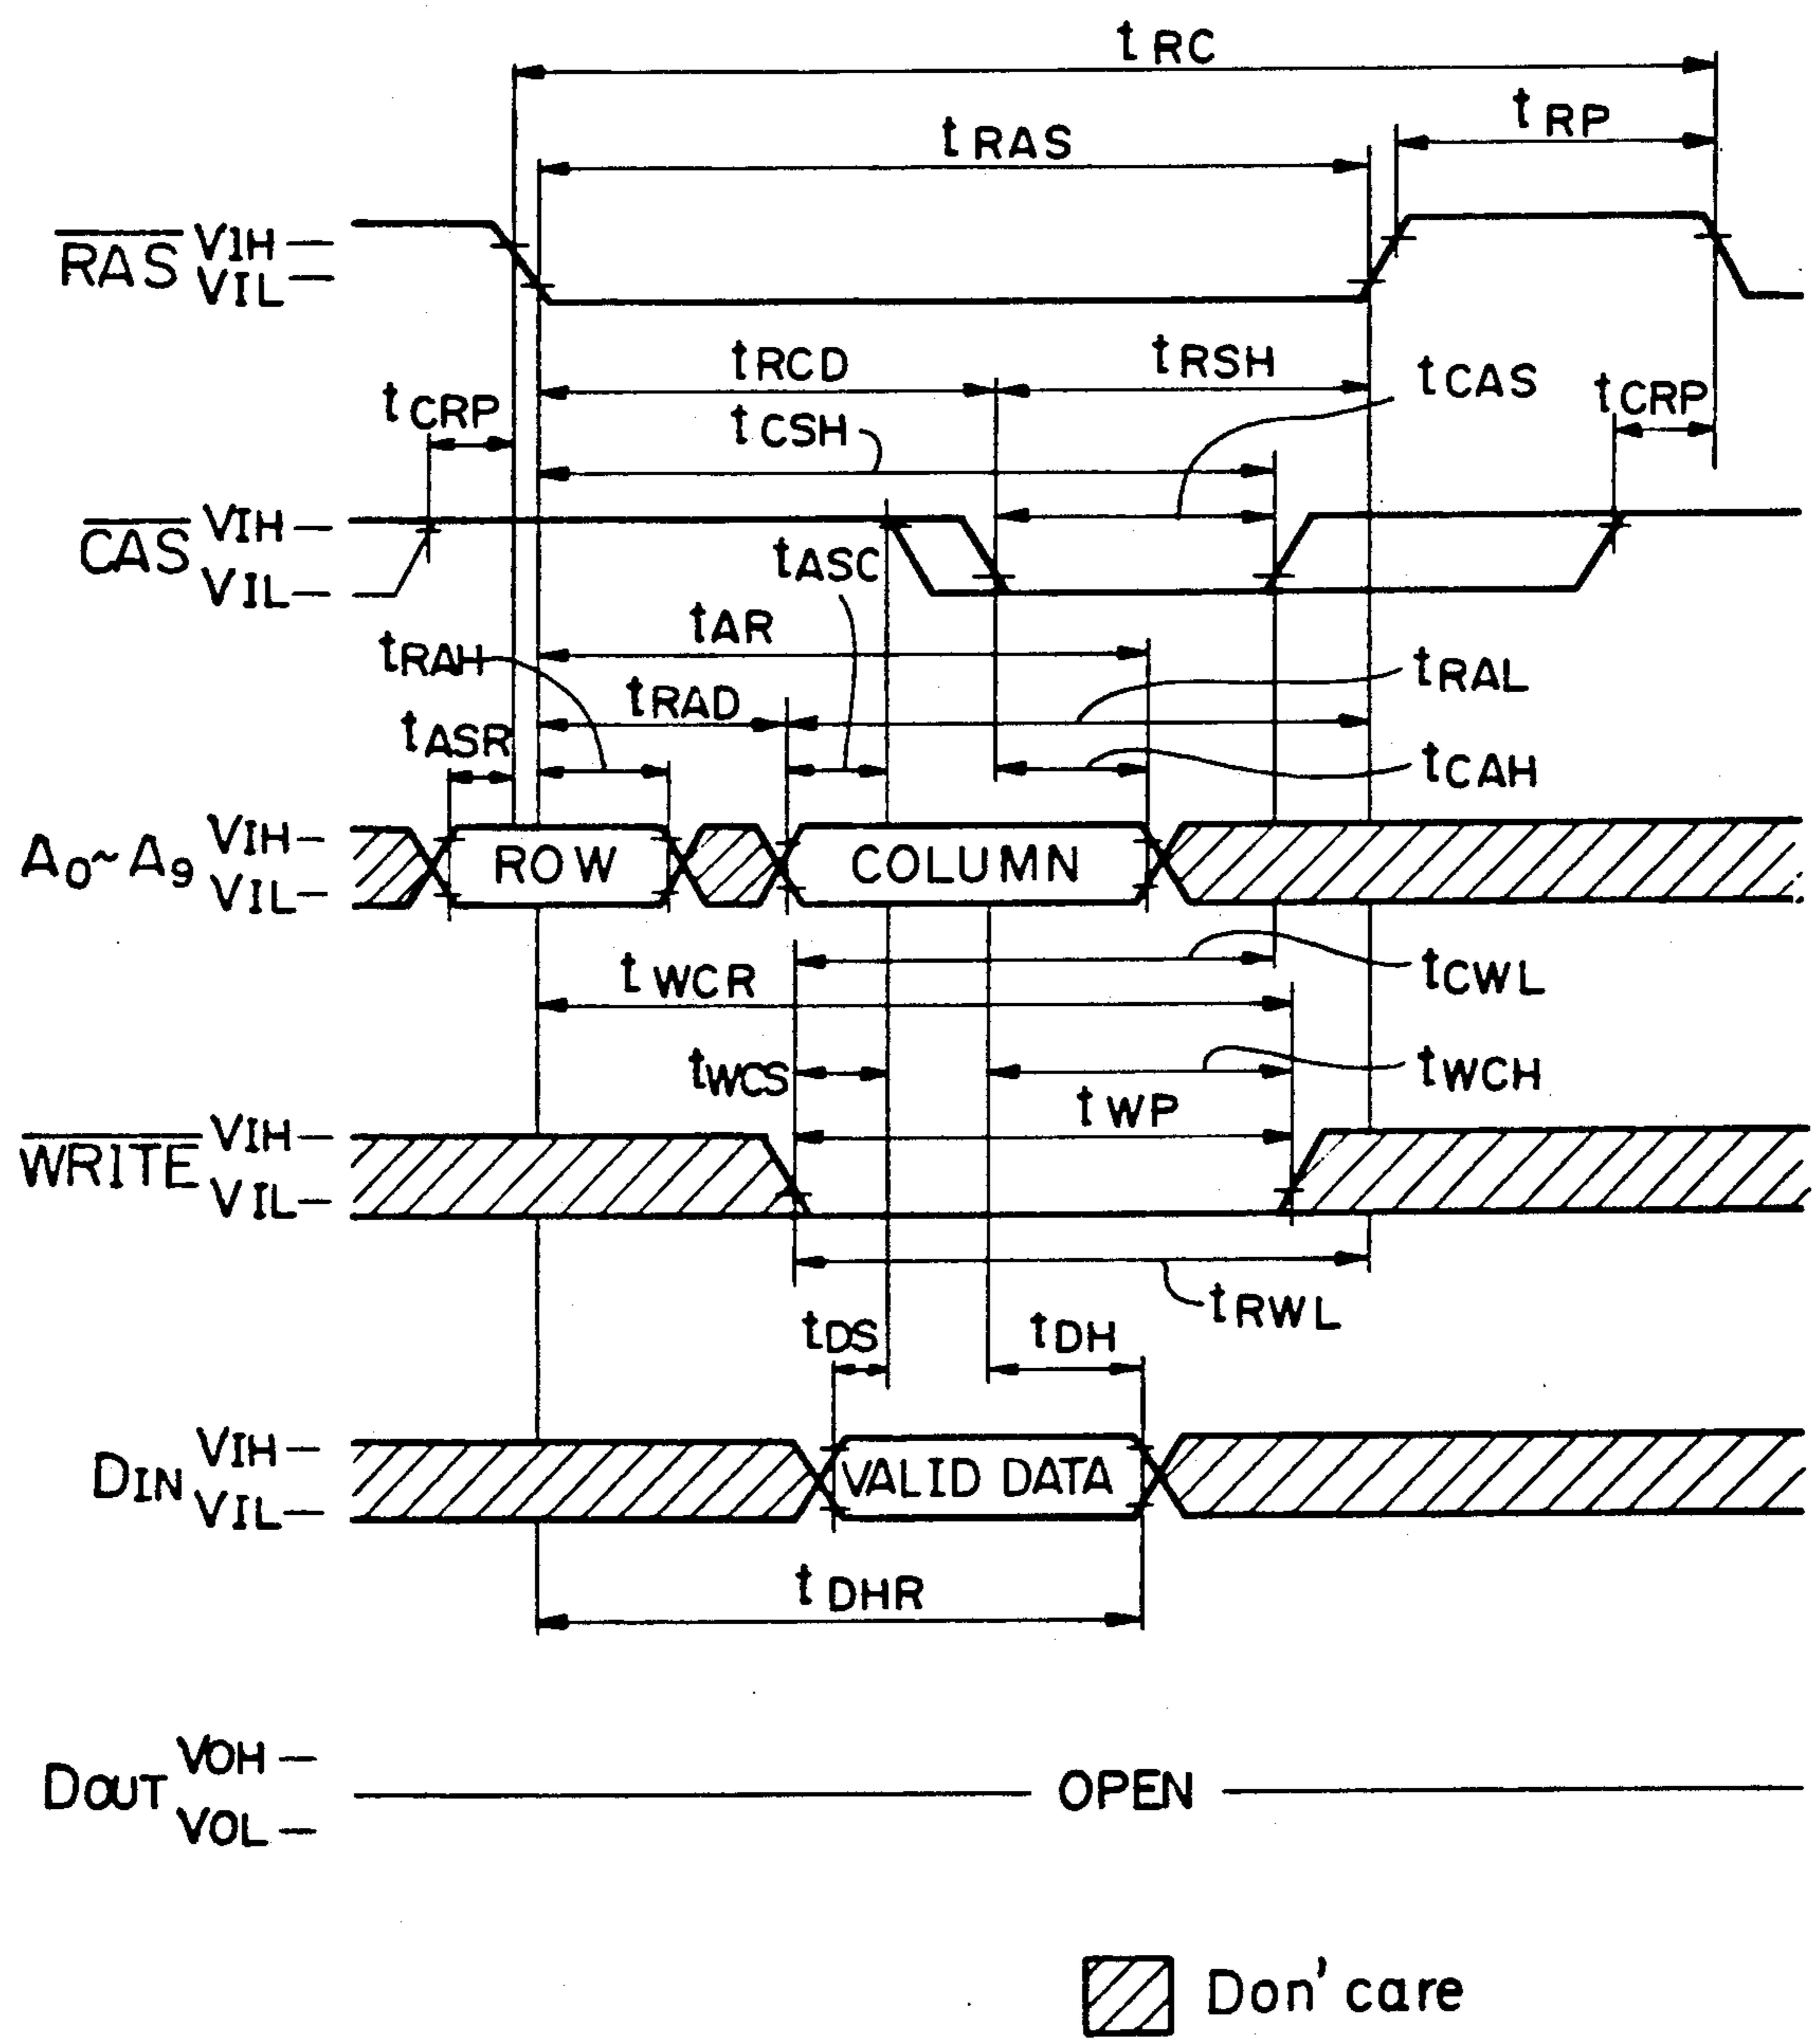 tRC
tRP
tRAS
RAS VIH
VIL
tRCD
tRSH
tCAS
tCRP
tCRP
tCSH
CAS VIH
VIL
tASC
tAR
tRAH
tRAL
tRAD
tASR
tCAH
A0~A9 VIH
VIL
ROW
COLUMN
tWCR
tCWL
tWCS
tWCH
tWP
WRITE VIH
VIL
tRWL
tDS
tDH
DIN VIH
VIL
VALID DATA
tDHR
DOUT VOH
VOL
OPEN
Don' care